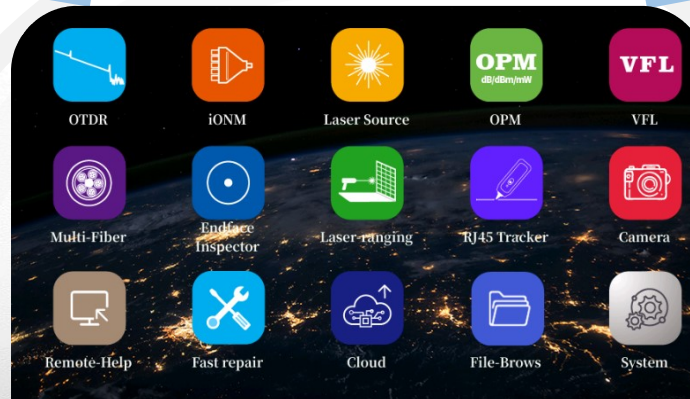 OPM
dB/dBm/mW
VFL
OTDR
iONM
Laser Source
OPM
VFL
Multi-Fiber
Endface
Inspector
Laser-ranging
RJ45 Tracker
Camera
Remote-Help
Fast repair
Cloud
File-Brows
System